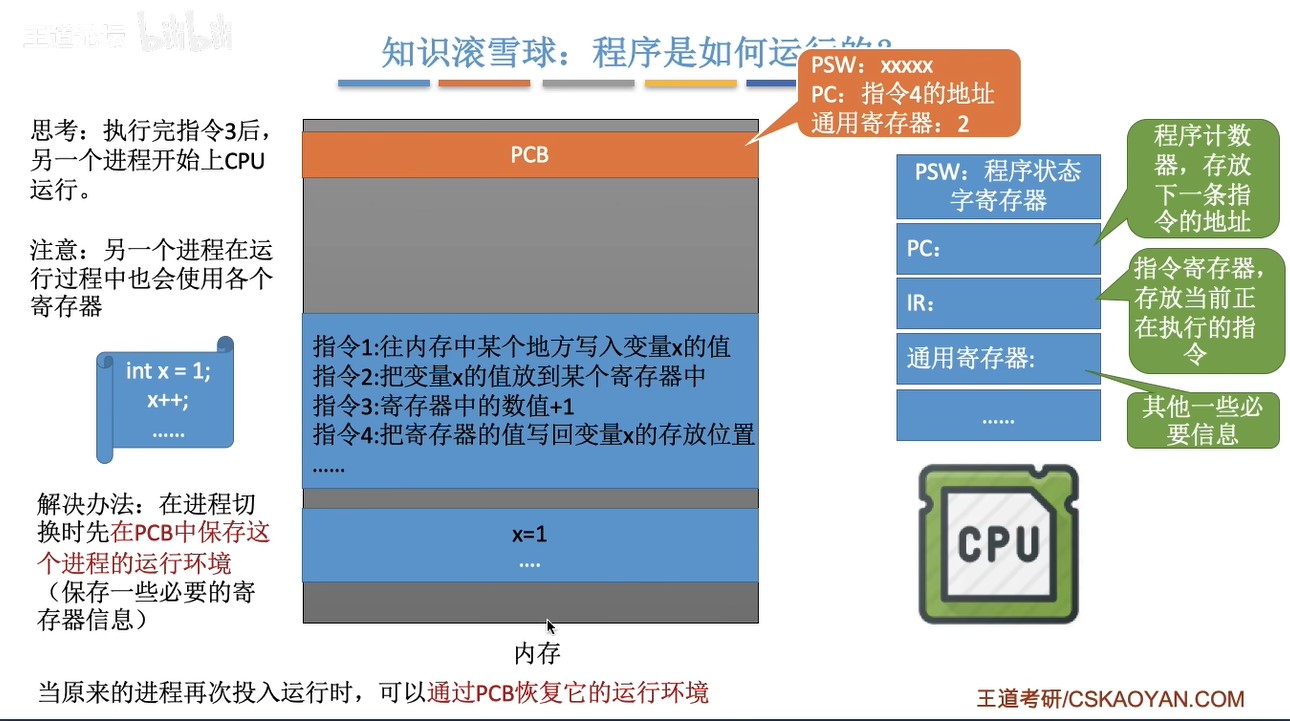 王道论坛 bilibili
知识滚雪球：程序是如何运行的？
PSW：xxxxx
PC：指令4的地址
通用寄存器：2
思考：执行完指令3后，
另一个进程开始上CPU
运行。
注意：另一个进程在运
行过程中也会使用各个
寄存器
int x = 1;
x++;
……
解决办法：在进程切
换时先在PCB中保存这
个进程的运行环境
（保存一些必要的寄
存器信息）
PCB
指令1:往内存中某个地方写入变量x的值
指令2:把变量x的值放到某个寄存器中
指令3:寄存器中的数值+1
指令4:把寄存器的值写回变量x的存放位置
……
x=1
....
内存
PSW：程序状态
字寄存器
PC：
IR：
通用寄存器:
……
程序计数
器，存放
下一条指
令的地址
指令寄存器，
存放当前正
在执行的指
令
其他一些必
要信息
CPU
当原来的进程再次投入运行时，可以通过PCB恢复它的运行环境
王道考研/CSKAOYAN.COM